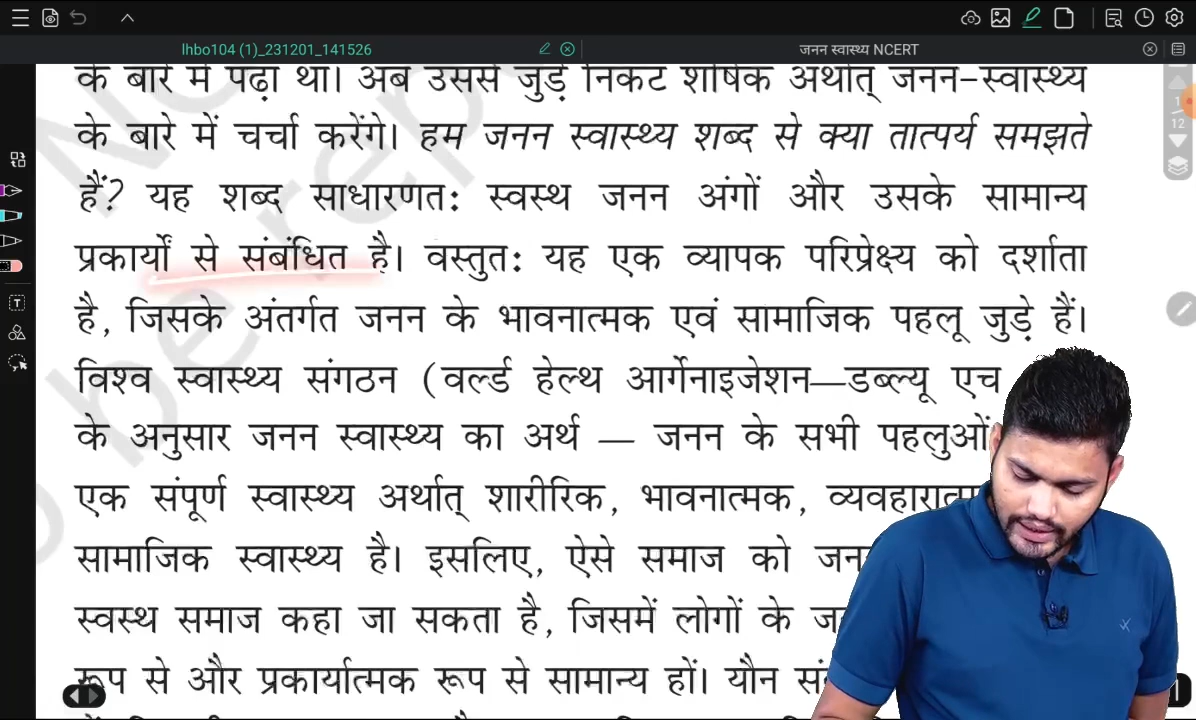 lhbo104 (1)_231201_141526
जनन स्वास्थ्य NCERT
के बारे में पढ़ा था। अब उससे जुड़े निकट शीर्षक अर्थात् जनन-स्वास्थ्य
के बारे में चर्चा करेंगे। हम जनन स्वास्थ्य शब्द से क्या तात्पर्य समझते
हैं? यह शब्द साधारणतः स्वस्थ जनन अंगों और उसके सामान्य
प्रकार्यों से संबंधित है। वस्तुतः यह एक व्यापक परिप्रेक्ष्य को दर्शाता
है, जिसके अंतर्गत जनन के भावनात्मक एवं सामाजिक पहलू जुड़े हैं।
विश्व स्वास्थ्य संगठन (वर्ल्ड हेल्थ आर्गेनाइजेशन—डब्ल्यू एच
के अनुसार जनन स्वास्थ्य का अर्थ — जनन के सभी पहलुओं
एक संपूर्ण स्वास्थ्य अर्थात् शारीरिक, भावनात्मक,
सामाजिक स्वास्थ्य है। इसलिए, ऐसे समाज को
स्वस्थ समाज कहा जा सकता है, जिसमें लोगों के
रूप से और प्रकार्यात्मक रूप से सामान्य हों। यौन
12